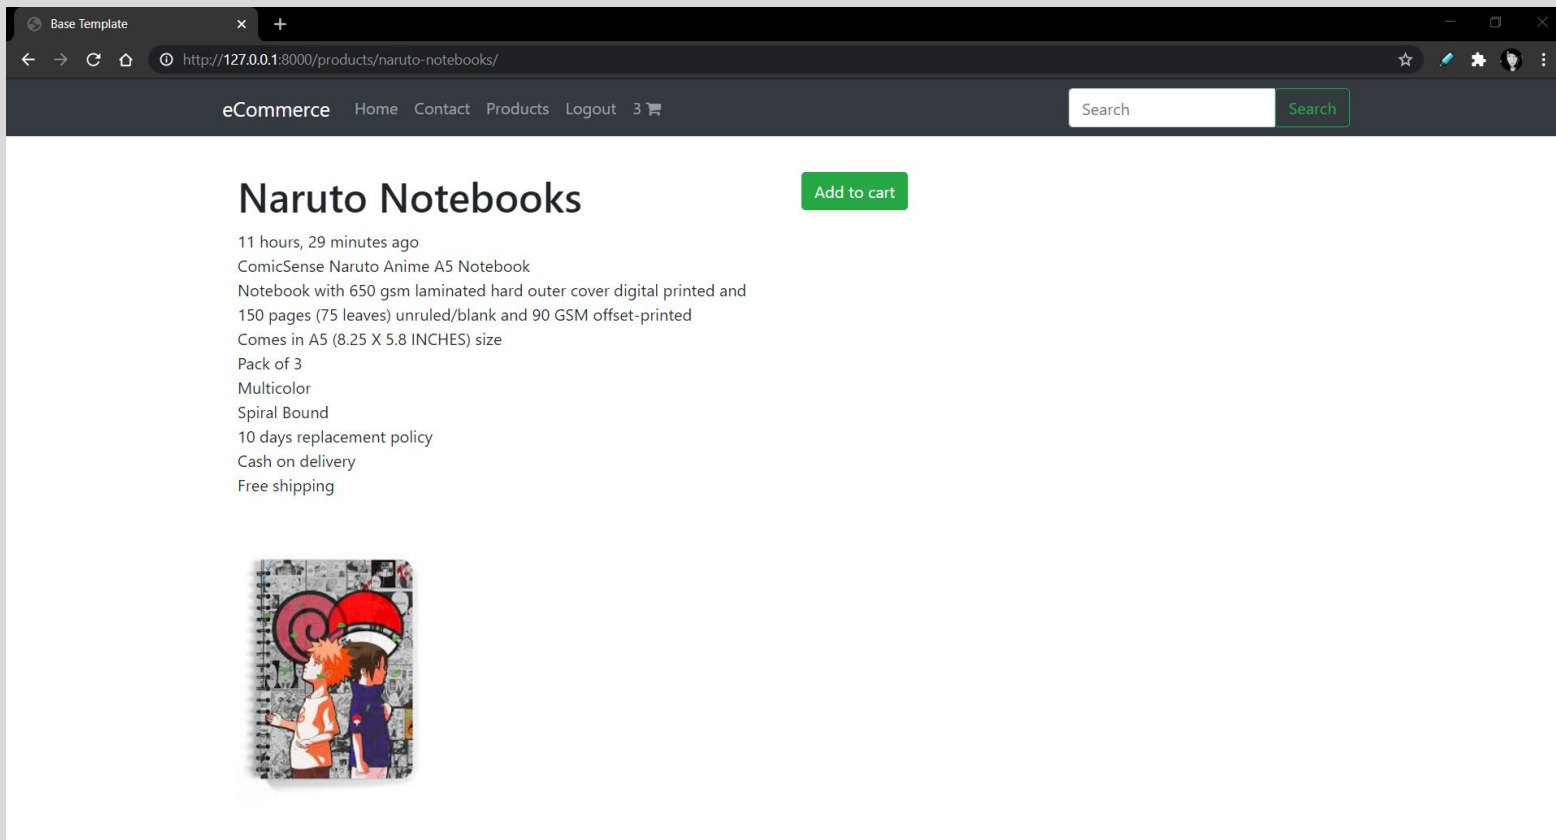 Base Template
http://127.0.0.1:8000/products/naruto-notebooks/
eCommerce Home Contact Products Logout 3 Search Search
Naruto Notebooks
Add to cart
11 hours, 29 minutes ago
ComicSense Naruto Anime A5 Notebook
Notebook with 650 gsm laminated hard outer cover digital printed and
150 pages (75 leaves) unruled/blank and 90 GSM offset-printed
Comes in A5 (8.25 X 5.8 INCHES) size
Pack of 3
Multicolor
Spiral Bound
10 days replacement policy
Cash on delivery
Free shipping